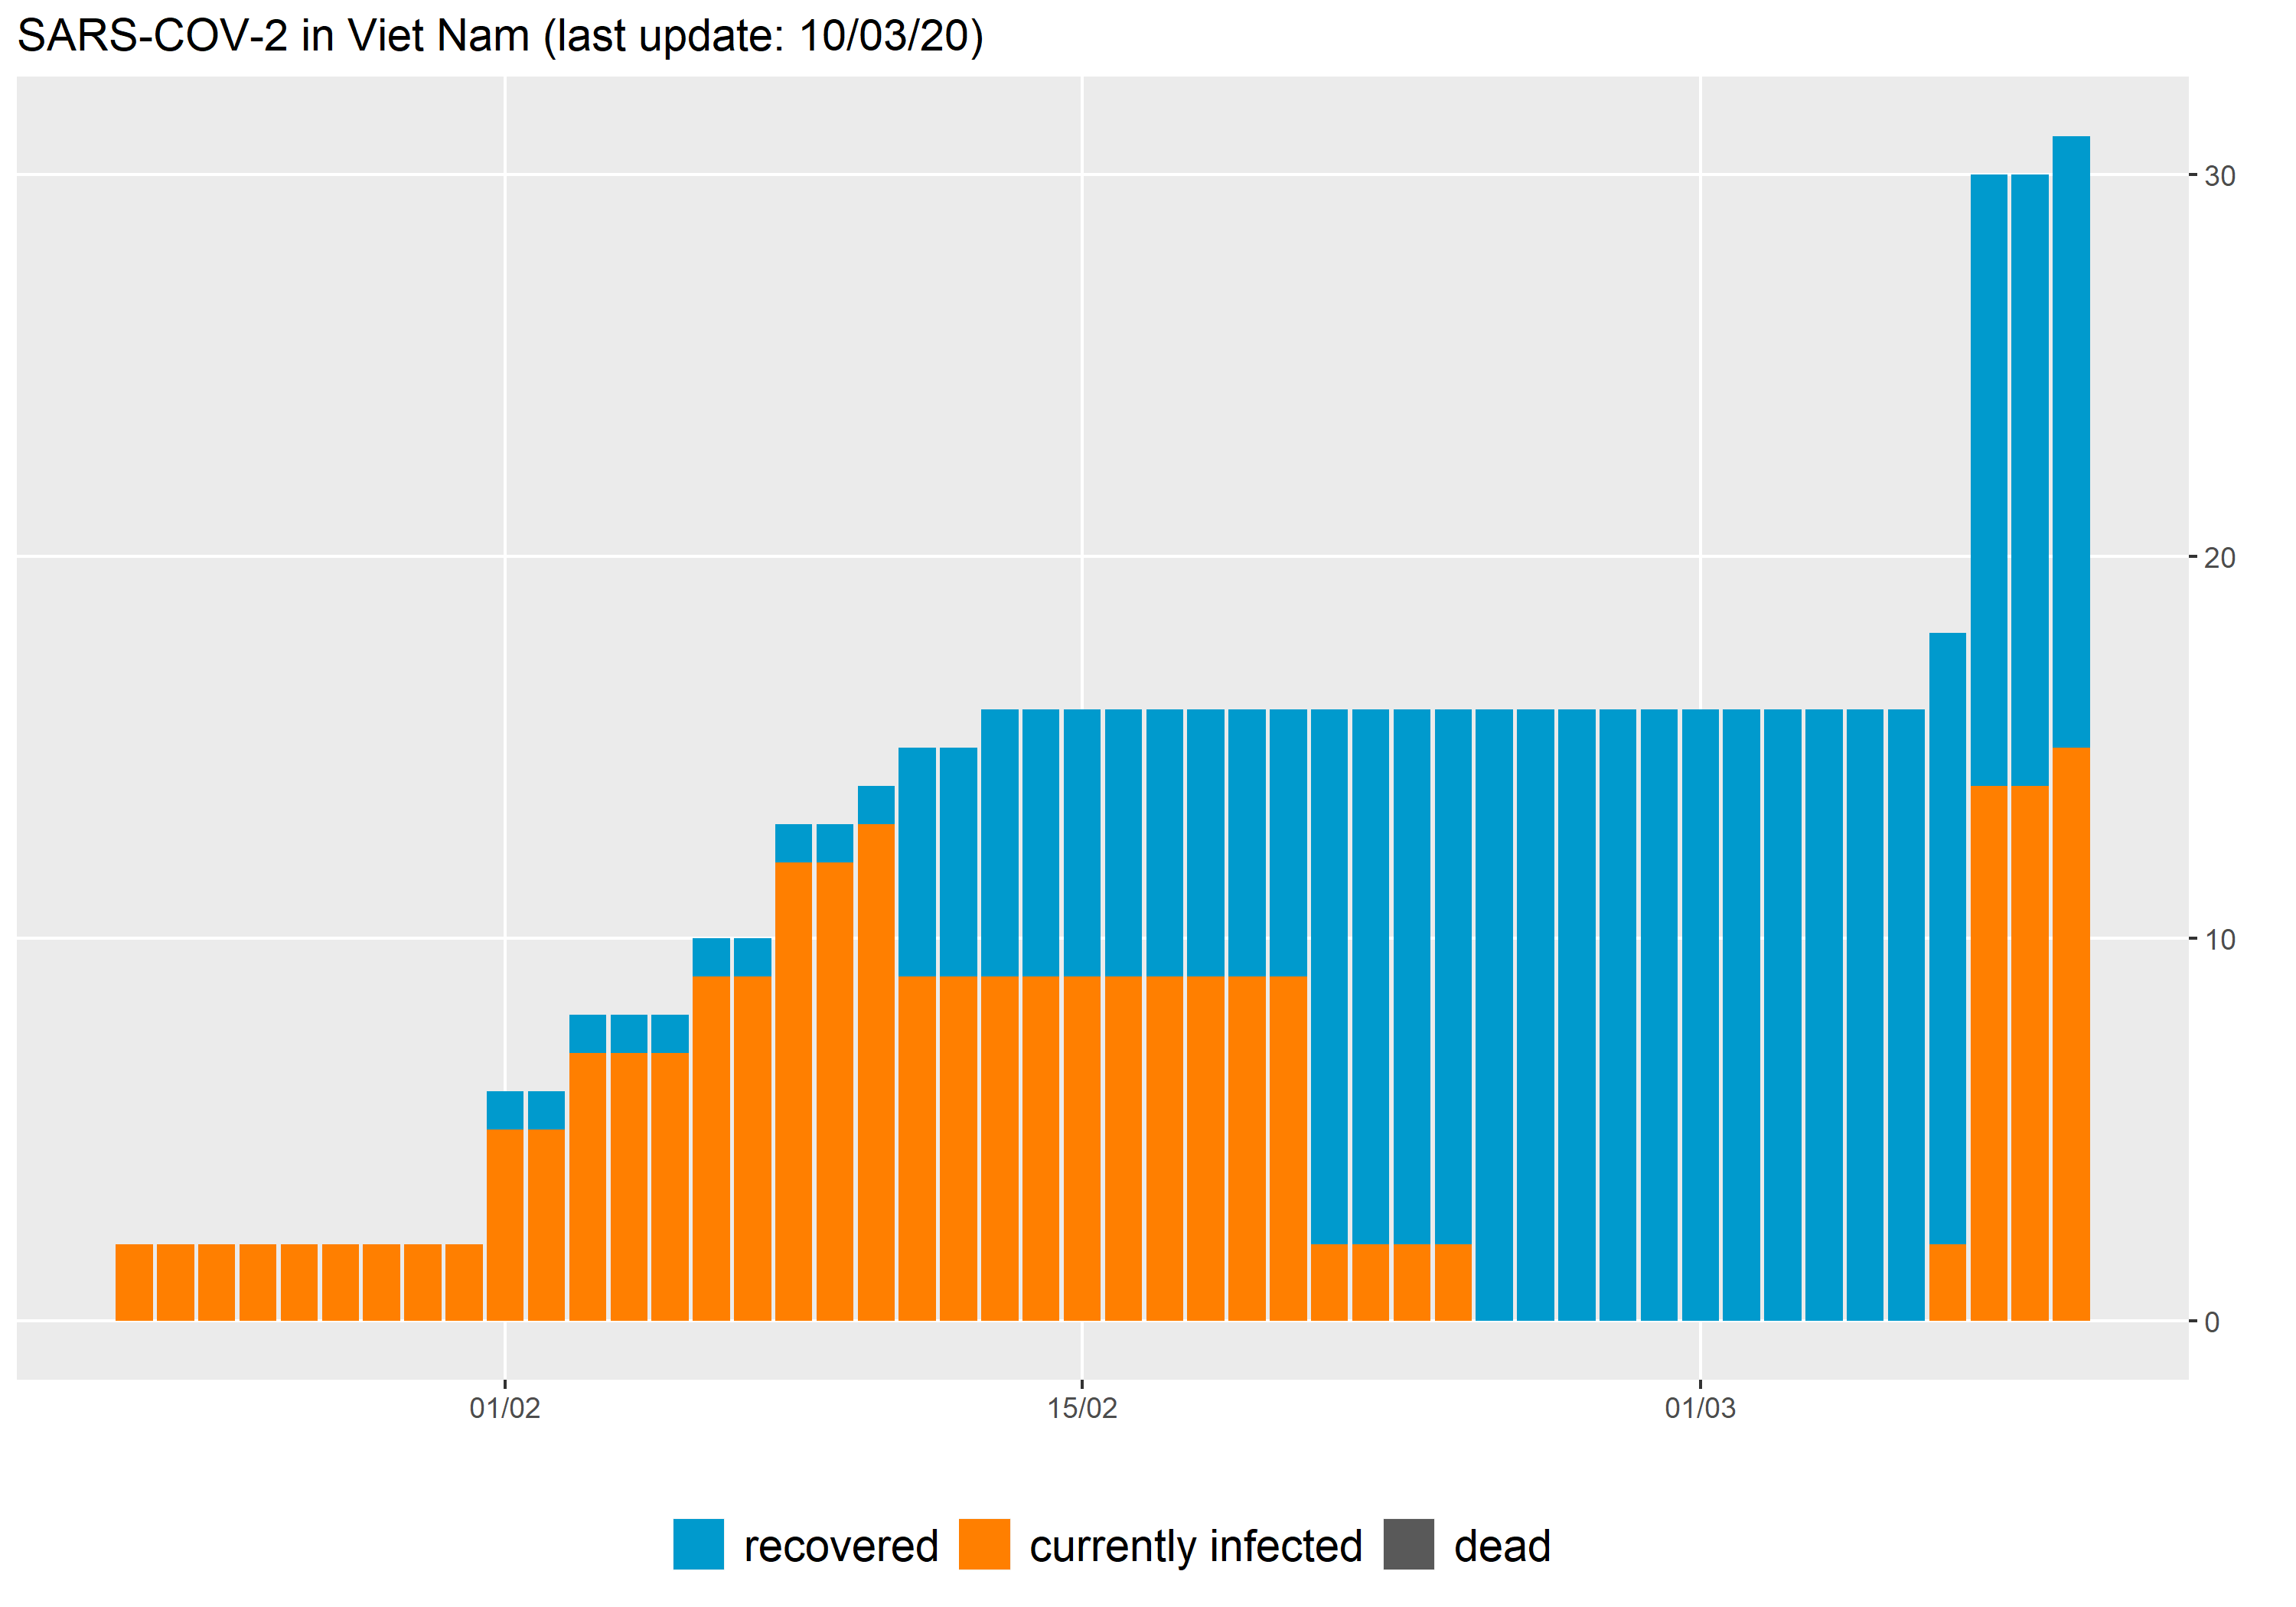 SARS-COV-2 in Viet Nam (last update: 10/03/20)
30
20
10
0
01/02 15/02 01/03
recovered currently infected dead